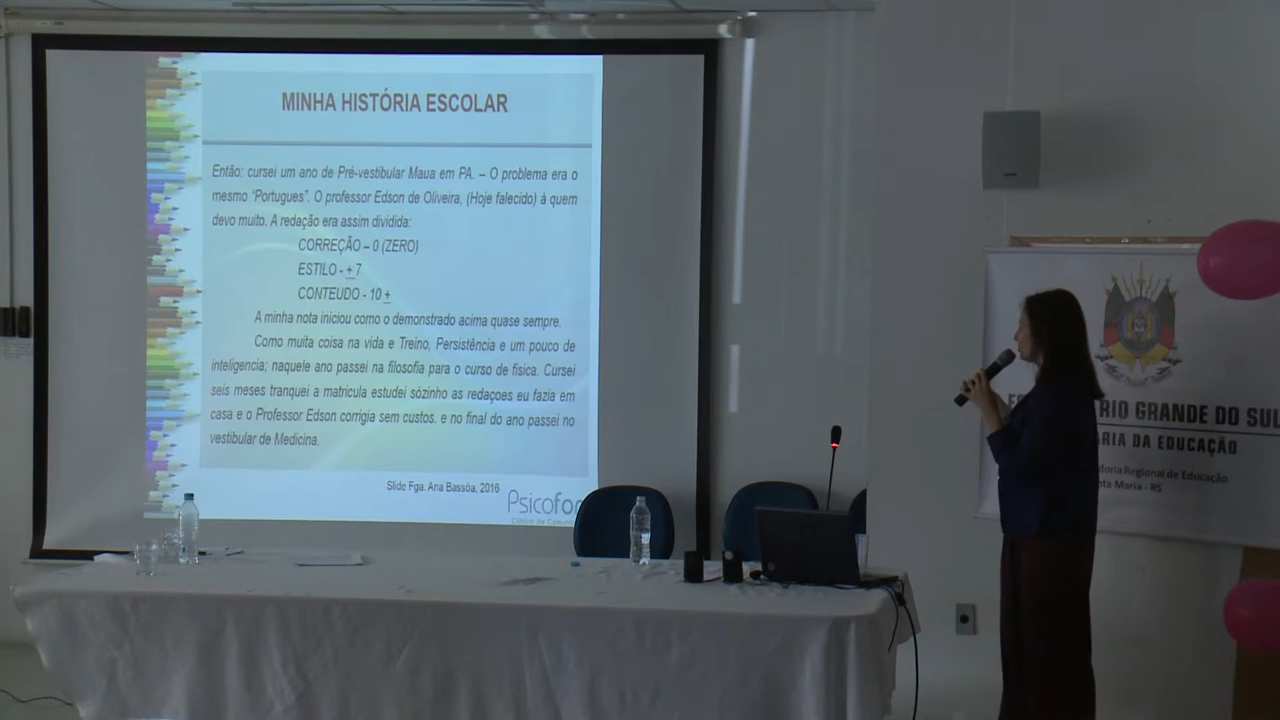 MINHA HISTÓRIA ESCOLAR
Então: cursei um ano de Pré-vestibular Maua em PA. – O problema era o
mesmo "Portugues". O professor Edson de Oliveira, (Hoje falecido) à quem
devo muito. A redação era assim dividida:
CORREÇÃO – 0 (ZERO)
ESTILO - + 7
CONTEUDO - 10 +
A minha nota iniciou como o demonstrado acima quase sempre.
Como muita coisa na vida e Treino, Persistência e um pouco de
inteligencia; naquele ano passei na filosofia para o curso de física. Cursei
seis meses tranquei a matricula estudei sózinho as redaçoes eu fazia em
casa e o Professor Edson corrigia sem custos, e no final do ano passei no
vestibular de Medicina.
Slide Fga. Ana Bassôa, 2016
Psicofor
RIO GRANDE DO SUL
ARIA DA EDUCAÇÃO
doria Regional de Educação
nta Maria - RS